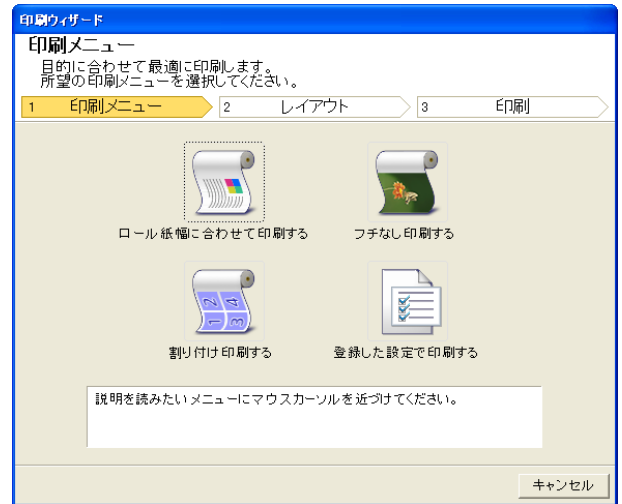 印刷ウィザード
印刷メニュー
目的に合わせて最適に印刷します。
所望の印刷メニューを選択してください。
1 印刷メニュー 2 レイアウト 3 印刷
ロール紙幅に合わせて印刷する フチなし印刷する
1 2 3 4
割り付け印刷する 登録した設定で印刷する
説明を読みたいメニューにマウスカーソルを近づけてください。
キャンセル